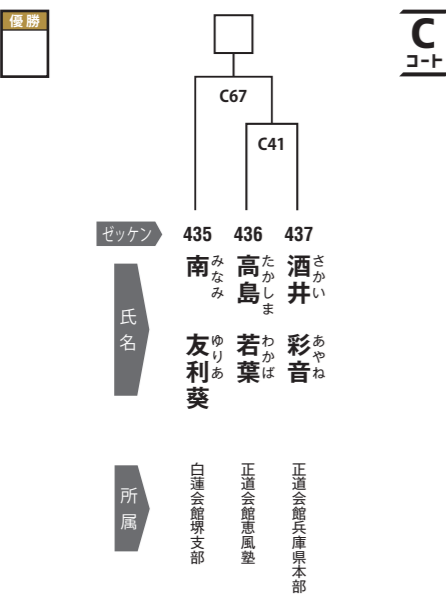 優勝
C
コート
C67
C41
ゼッケン 435 436 437
氏名
南 友利葵
みなみ ゆりあ
高島 若葉
たかしま わかば
酒井 彩音
さかい あやね
所属
白蓮会館堺支部
正道会館恵風塾
正道会館兵庫県本部